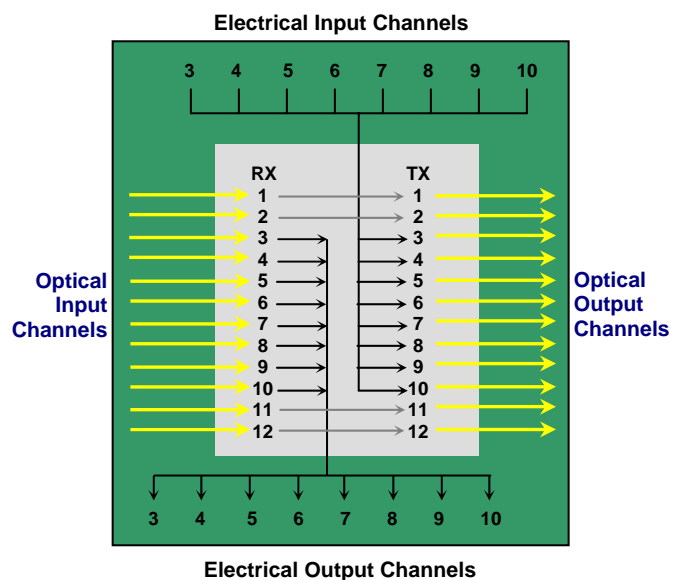 Electrical Input Channels
3 4 5 6 7 8 9 10
RX TX
1 1
2 2
3 3
4 4
5 5
6 6
7 7
8 8
9 9
10 10
11 11
12 12
Optical
Input
Channels
Optical
Output
Channels
3 4 5 6 7 8 9 10
Electrical Output Channels